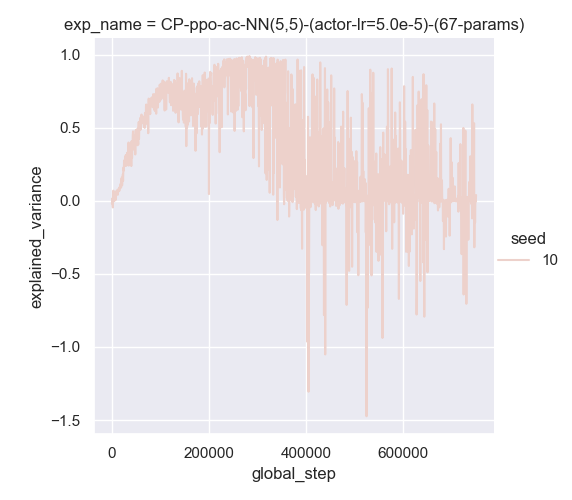 exp_name = CP-ppo-ac-NN(5,5)-(actor-lr=5.0e-5)-(67-params)
1.0
0.5
0.0
−0.5
−1.0
−1.5
explained_variance
0
200000
400000
600000
global_step
seed
10